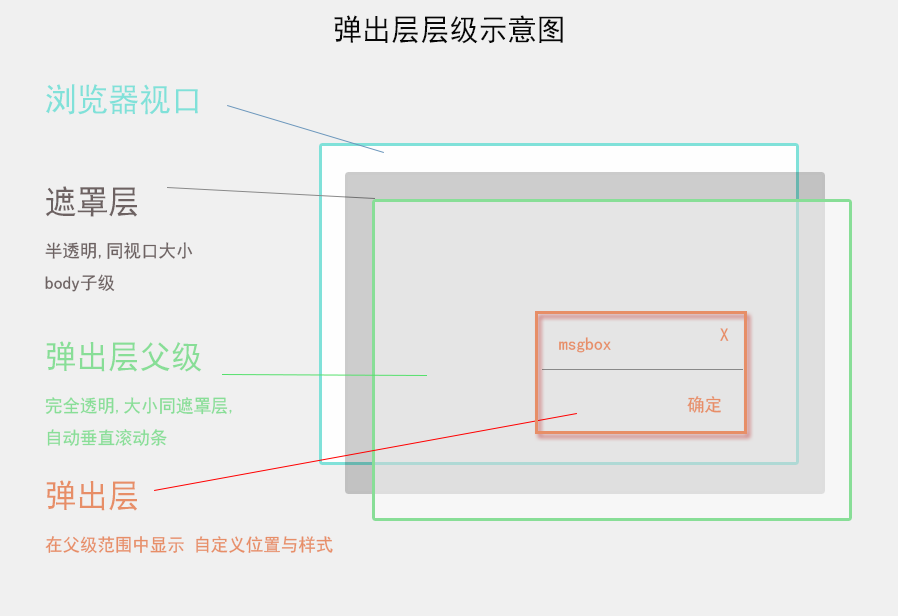 弹出层层级示意图
浏览器视口
遮罩层
半透明,同视口大小
body子级
弹出层父级
完全透明,大小同遮罩层,
自动垂直滚动条
弹出层
在父级范围中显示 自定义位置与样式
msgbox
X
确定